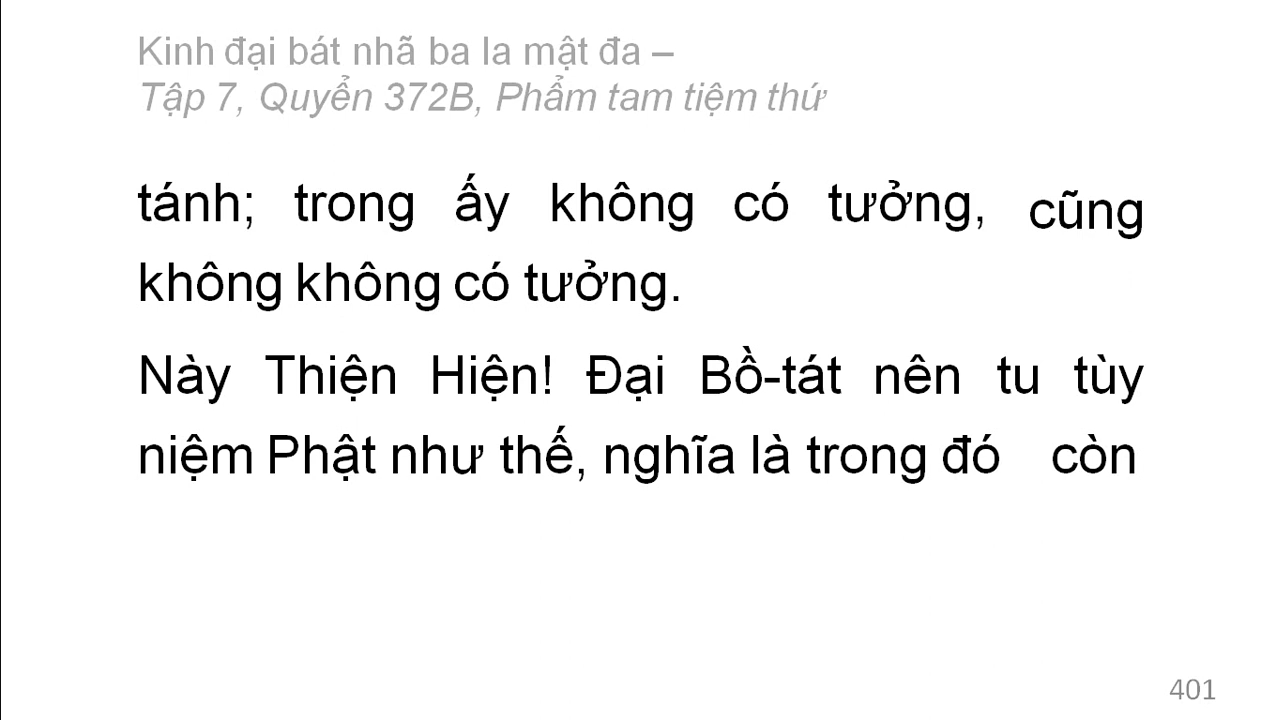 Kinh đại bát nhã ba la mật đa –
Tập 7, Quyển 372B, Phẩm tam tiệm thứ
tánh; trong ấy không có tưởng, cũng
không không có tưởng.
Này Thiện Hiện! Đại Bồ-tát nên tu tùy
niệm Phật như thế, nghĩa là trong đó còn
401